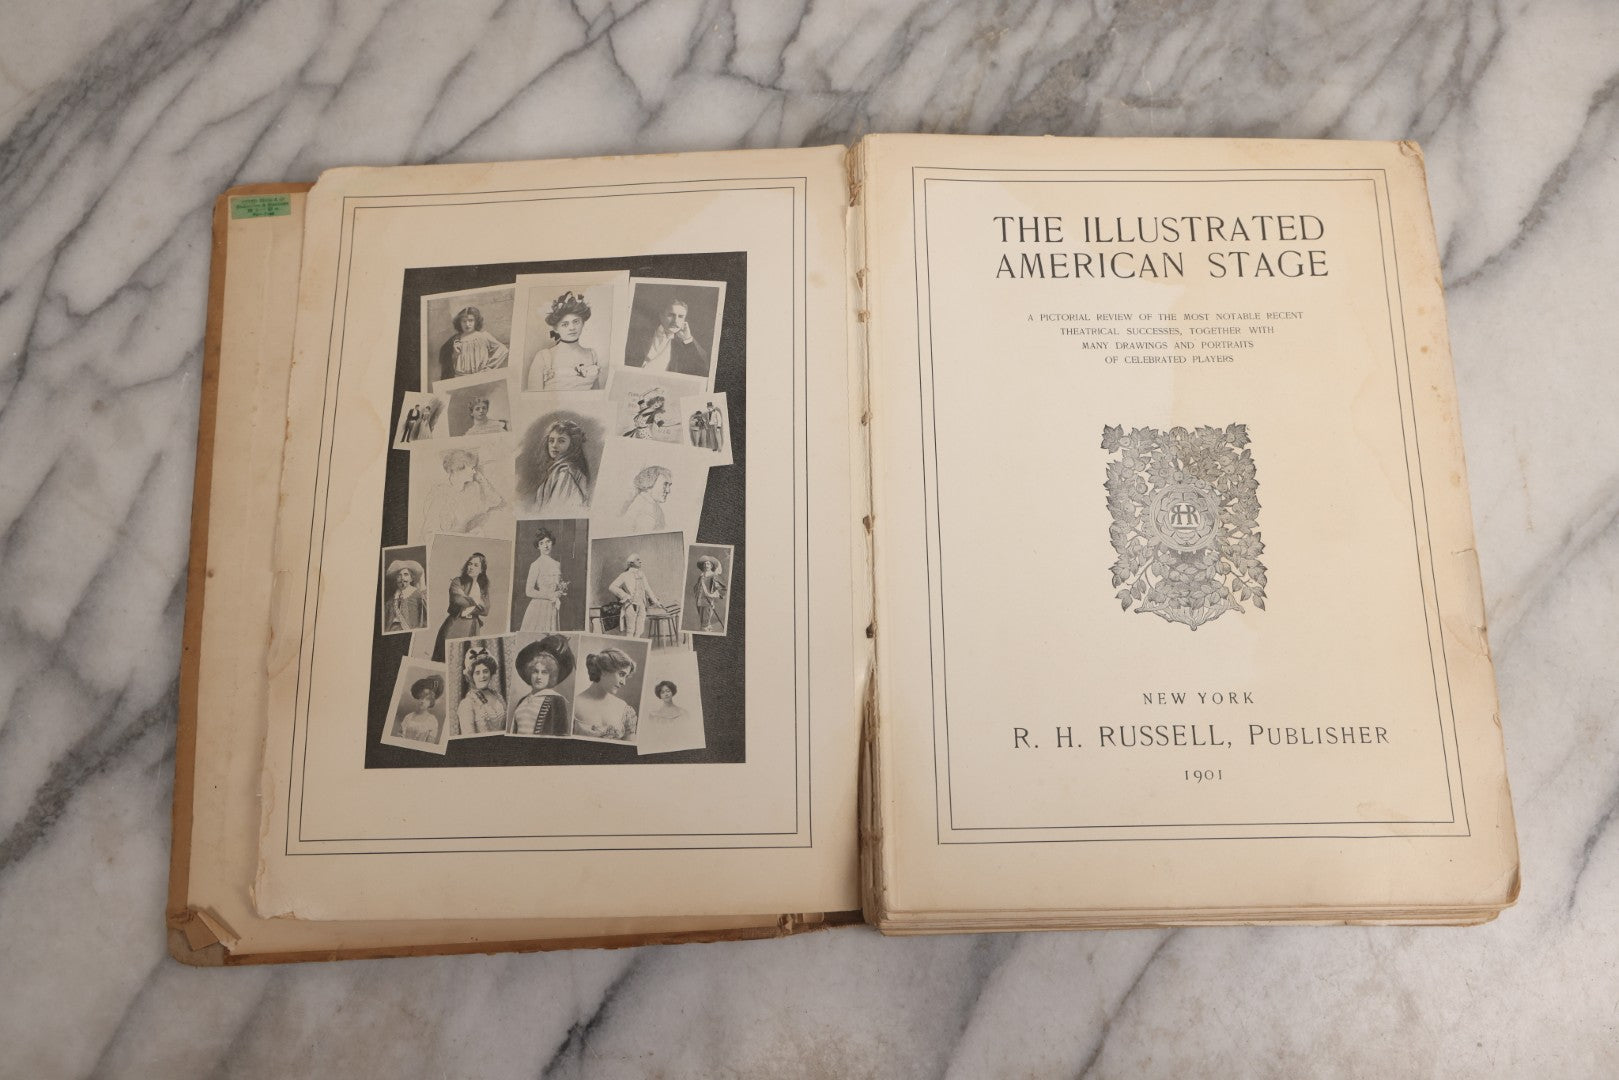 THE ILLUSTRATED
AMERICAN STAGE
A PICTORIAL REVIEW OF THE MOST NOTABLE RECENT
THEATRICAL SUCCESSES, TOGETHER WITH
MANY DRAWINGS AND PORTRAITS
OF CELEBRATED PLAYERS
RHR
NEW YORK
R. H. RUSSELL, PUBLISHER
1901